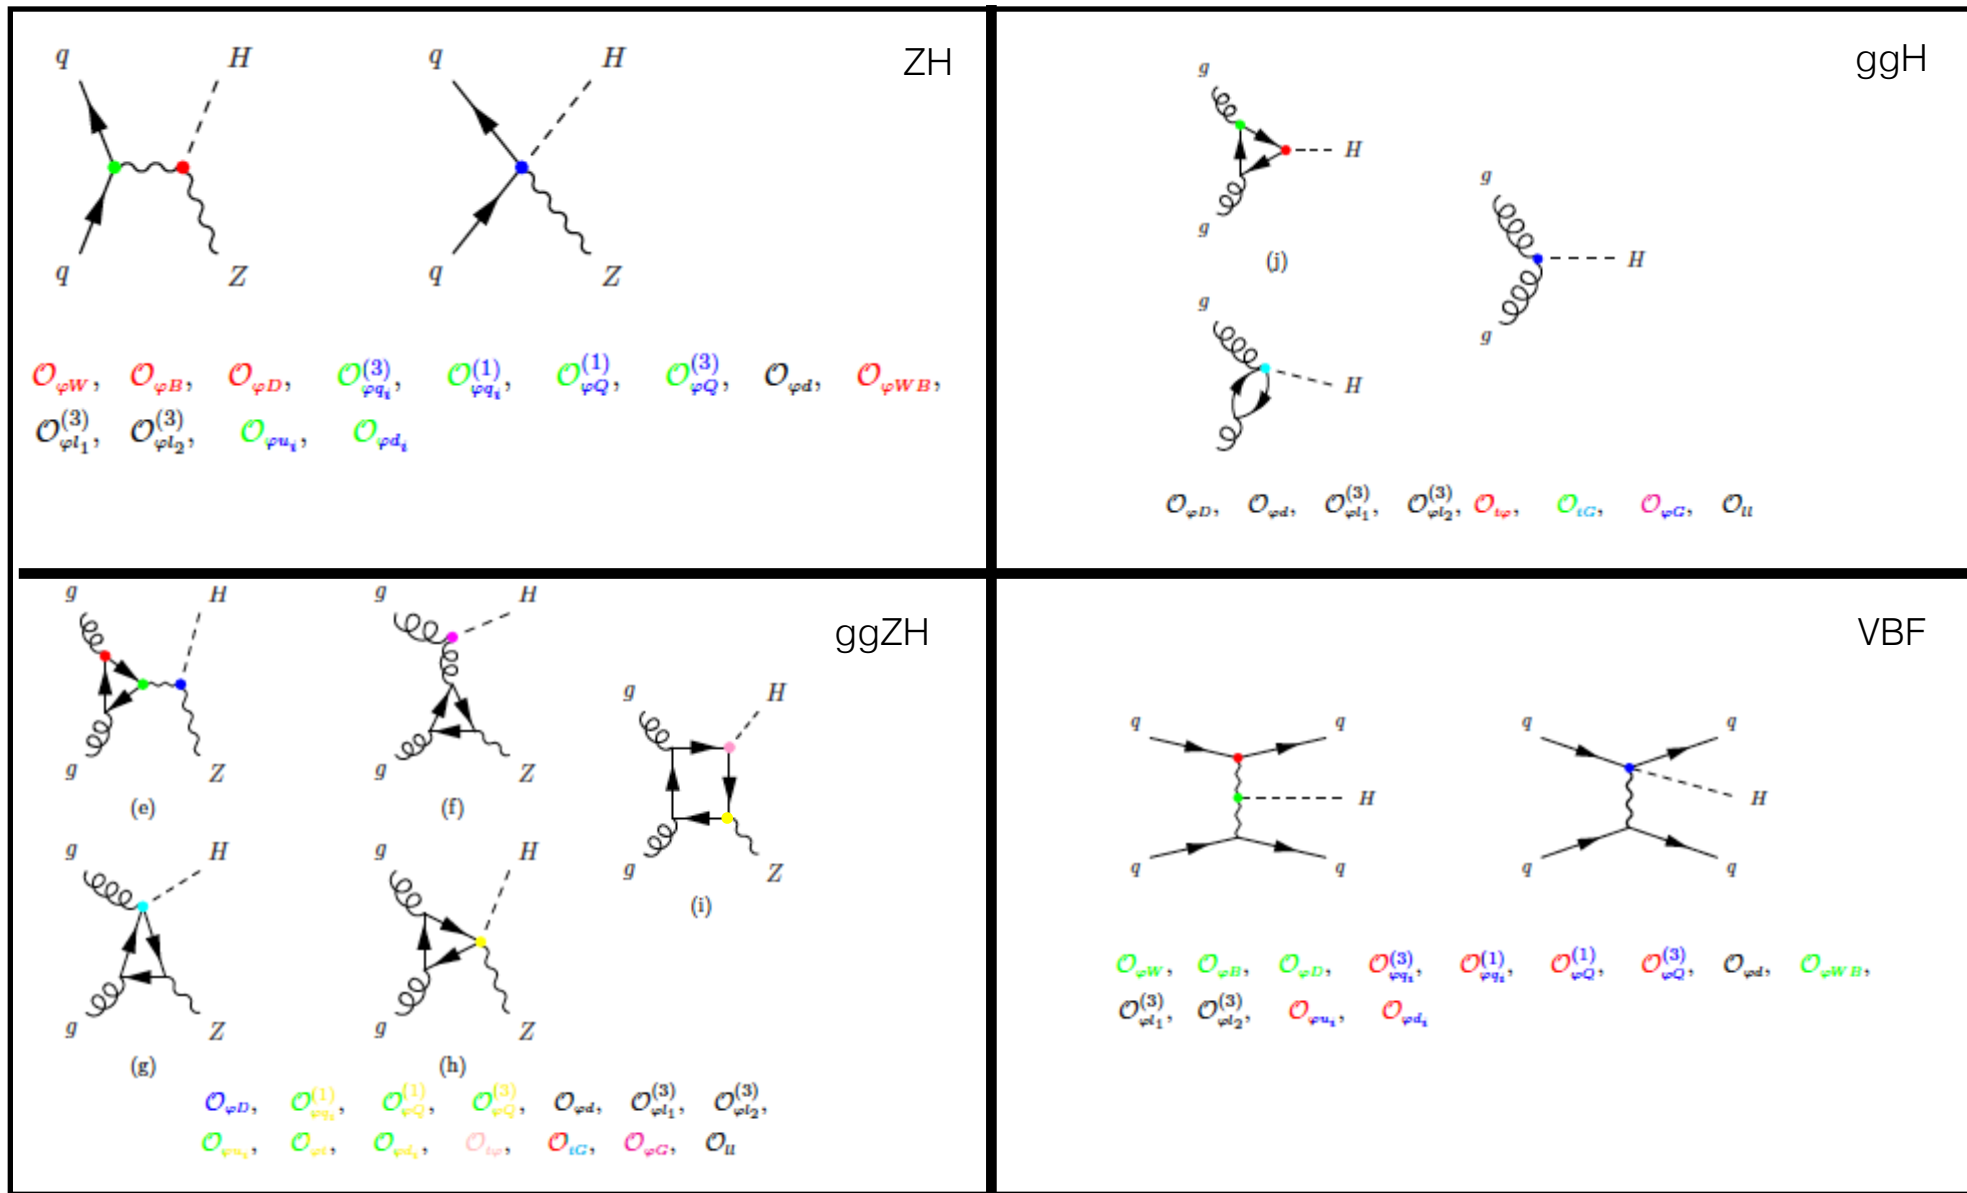 ZH
q H q H
q Z q Z
𝒪_{φW}, 𝒪_{φB}, 𝒪_{φD}, 𝒪^{(3)}_{φq_i}, 𝒪^{(1)}_{φq_i}, 𝒪^{(1)}_{φQ}, 𝒪^{(3)}_{φQ}, 𝒪_{φd}, 𝒪_{φWB},
𝒪^{(3)}_{φl_1}, 𝒪^{(3)}_{φl_2}, 𝒪_{φu_i}, 𝒪_{φd_i}
ggH
g
H
g
(j)
g
H
g
H
g
𝒪_{φD}, 𝒪_{φd}, 𝒪^{(3)}_{φl_1}, 𝒪^{(3)}_{φl_2}, 𝒪_{tφ}, 𝒪_{tG}, 𝒪_{φG}, 𝒪_{ll}
ggZH
g H g H
g Z g Z
(e) (f)
g H
g Z
(i)
g H g H
g Z g Z
(g) (h)
𝒪_{φD}, 𝒪^{(1)}_{φq_i}, 𝒪^{(1)}_{φQ}, 𝒪^{(3)}_{φQ}, 𝒪_{φd}, 𝒪^{(3)}_{φl_1}, 𝒪^{(3)}_{φl_2},
𝒪_{φu_i}, 𝒪_{φt}, 𝒪_{φd_i}, 𝒪_{tφ}, 𝒪_{tG}, 𝒪_{φG}, 𝒪_{ll}
VBF
q q q q
H H
q q q q
𝒪_{φW}, 𝒪_{φB}, 𝒪_{φD}, 𝒪^{(3)}_{φq_i}, 𝒪^{(1)}_{φq_i}, 𝒪^{(1)}_{φQ}, 𝒪^{(3)}_{φQ}, 𝒪_{φd}, 𝒪_{φWB},
𝒪^{(3)}_{φl_1}, 𝒪^{(3)}_{φl_2}, 𝒪_{φu_i}, 𝒪_{φd_i}